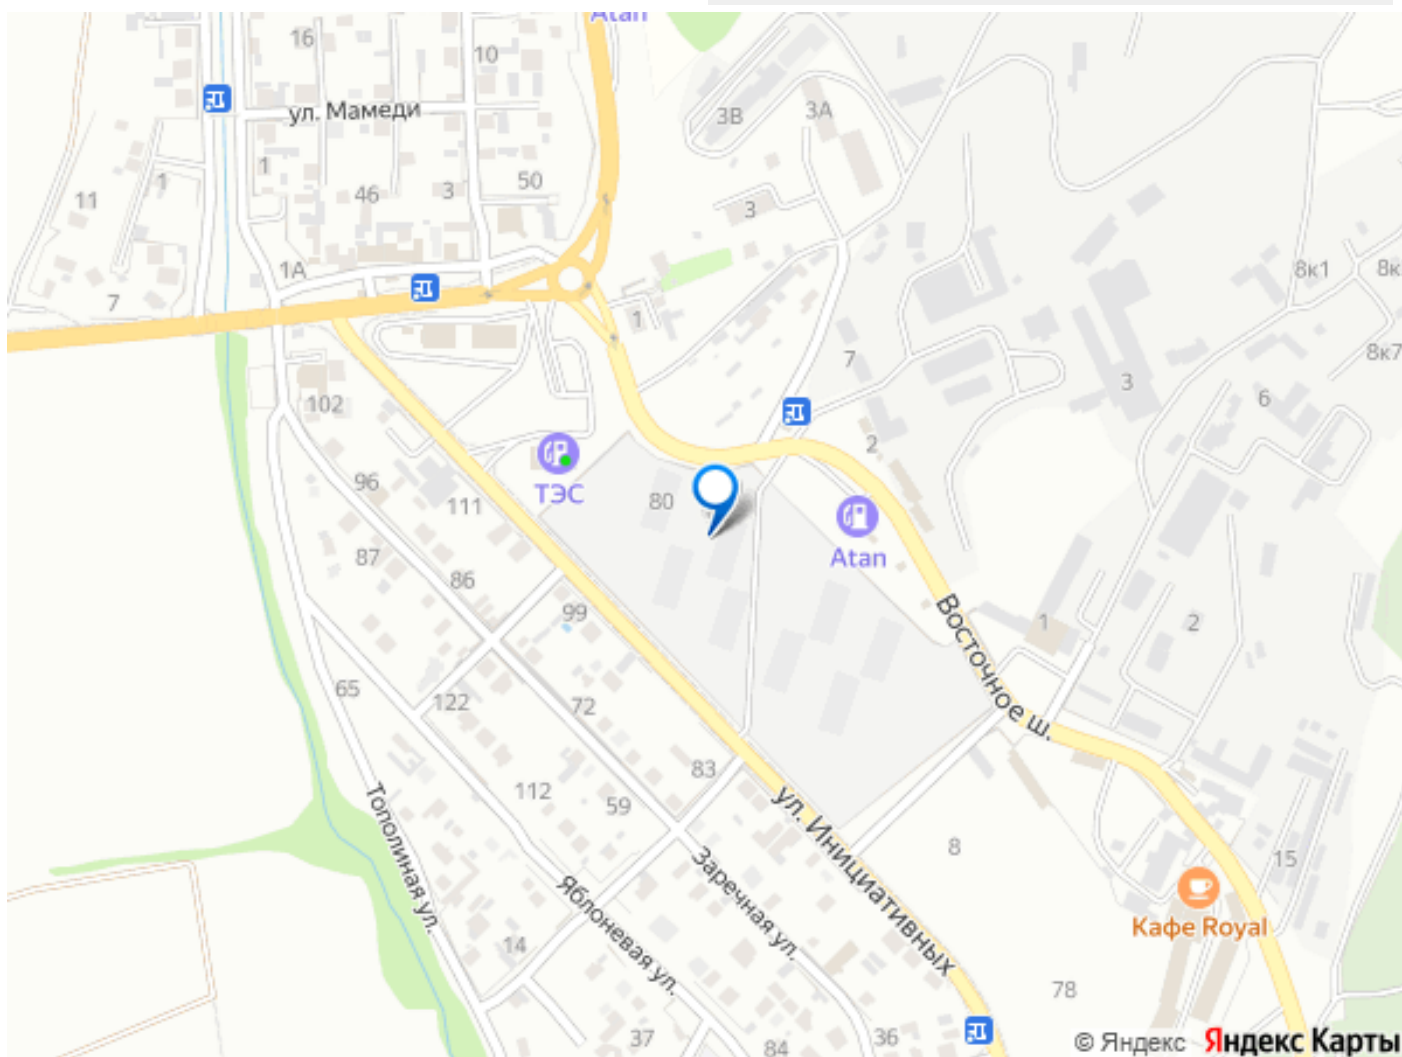 Atan
16
10
ул. Мамеди
3В
3А
11
1
1
46
3
50
3
1А
7
1
8к1
8к
8к7
7
3
6
102
2
ТЭС
80
96
111
Atan
87
86
99
1
2
Восточное ш.
65
122
72
83
112
59
Тополиная ул.
ул. Инициативных
8
15
Заречная ул.
Яблоневая ул.
Кафе Royal
14
78
37
84
36
© Яндекс Яндекс Карты